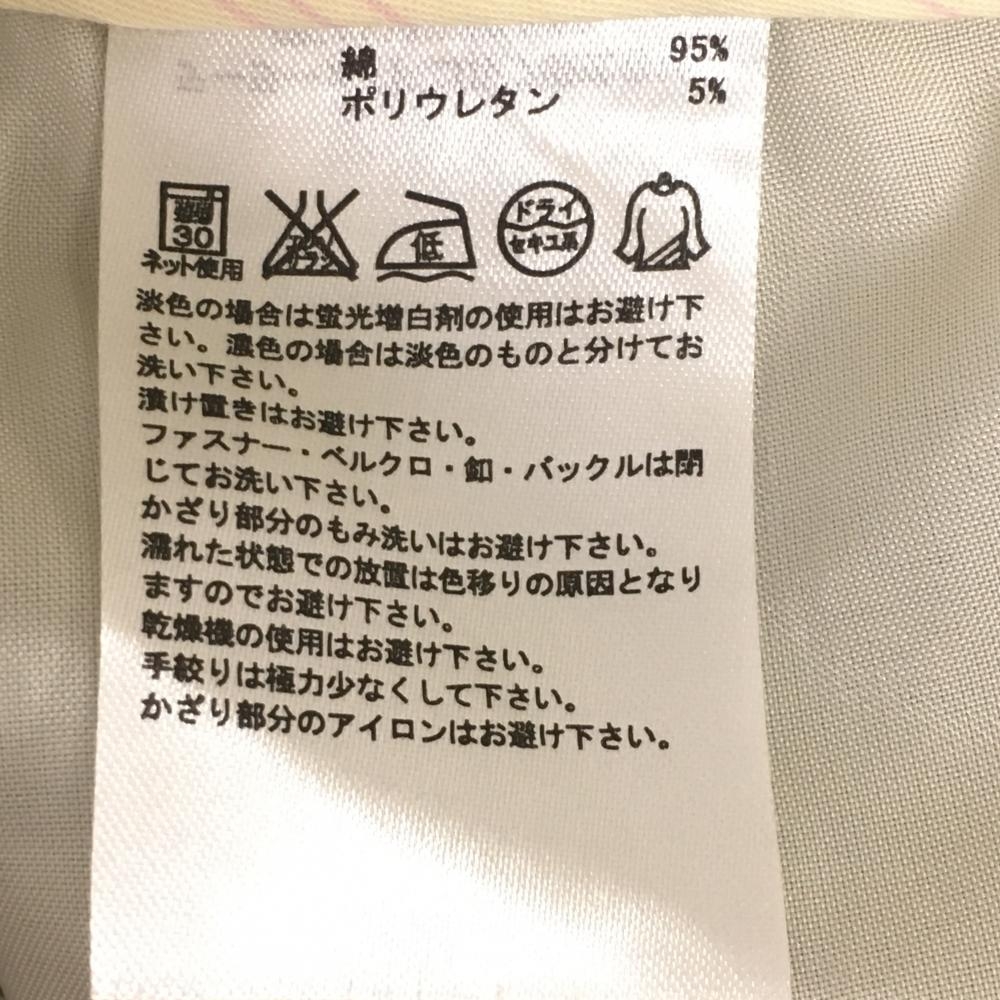 綿 95%
ポリウレタン 5%
30
ネット使用
低
ドライ
セキユ系
淡色の場合は蛍光増白剤の使用はお避け下
さい。濃色の場合は淡色のものと分けてお
洗い下さい。
漬け置きはお避け下さい。
ファスナー・ベルクロ・釦・バックルは閉
じてお洗い下さい。
かざり部分のもみ洗いはお避け下さい。
濡れた状態での放置は色移りの原因となり
ますのでお避け下さい。
乾燥機の使用はお避け下さい。
手絞りは極力少なくして下さい。
かざり部分のアイロンはお避け下さい。